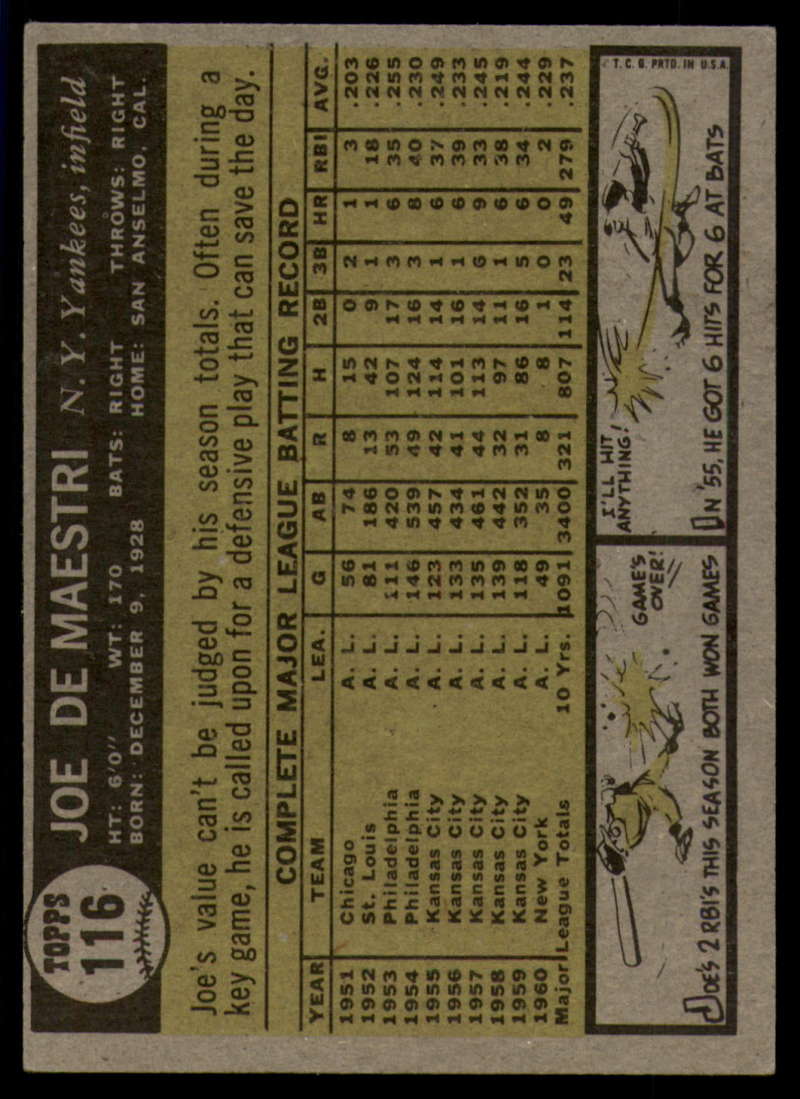 TOPPS
116
JOE DE MAESTRI N. Y. Yankees, infield
HT: 6'0" WT: 170 BATS: RIGHT THROWS: RIGHT
BORN: DECEMBER 9, 1928 HOME: SAN ANSELMO, CAL.
Joe's value can't be judged by his season totals. Often during a
key game, he is called upon for a defensive play that can save the day.
COMPLETE MAJOR LEAGUE BATTING RECORD
YEAR TEAM LEA. G AB R H 2B 3B HR RBI AVG.
1951 Chicago A. L. 56 74 8 15 0 2 1 3 .203
1952 St. Louis A. L. 81 186 13 42 9 1 1 18 .226
1953 Philadelphia A. L. 111 420 53 107 17 3 6 35 .255
1954 Philadelphia A. L. 146 539 49 124 16 3 8 40 .230
1955 Kansas City A. L. 123 457 42 114 14 1 6 37 .249
1956 Kansas City A. L. 133 434 41 101 16 1 6 39 .233
1957 Kansas City A. L. 135 461 44 113 14 6 9 33 .245
1958 Kansas City A. L. 139 442 32 97 11 1 6 38 .219
1959 Kansas City A. L. 118 352 31 86 16 5 6 34 .244
1960 New York A. L. 49 35 8 8 1 0 0 2 .229
Major League Totals 10 Yrs. 1091 3400 321 807 114 23 49 279 .237
GAME'S
OVER!
JOE'S 2 RBI'S THIS SEASON BOTH WON GAMES
I'LL HIT
ANYTHING!
T. C. G. PRTD. IN U.S.A.
IN '55, HE GOT 6 HITS FOR 6 AT BATS